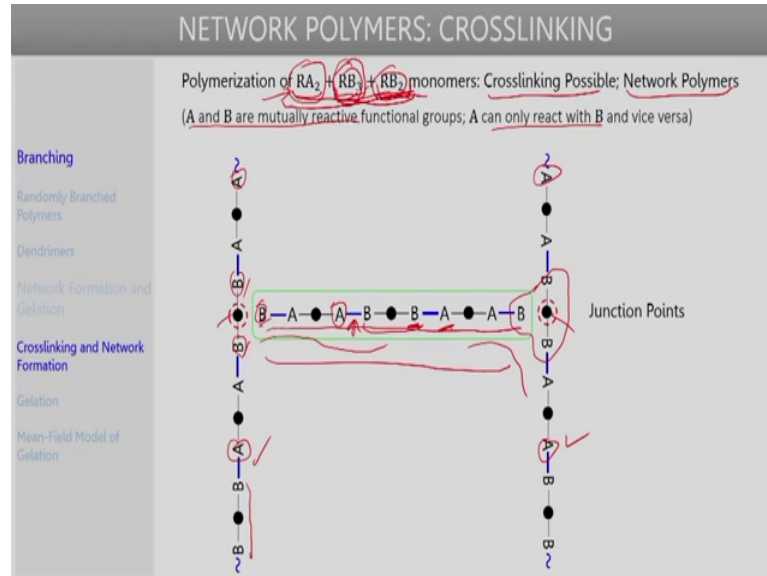 NETWORK POLYMERS: CROSSLINKING
Polymerization of RA₂ + RB₃ + RB₂ monomers: Crosslinking Possible; Network Polymers
(A and B are mutually reactive functional groups; A can only react with B and vice versa)
Branching
Randomly Branched
Polymers
Dendrimers
Network Formation and
Gelation
Crosslinking and Network
Formation
Gelation
Mean-Field Model of
Gelation
A
A
B
B
A
A
B
B
B—A—●—A—B—●—B—A—●—A—B
A
A
B
B
A
A
B
B
Junction Points